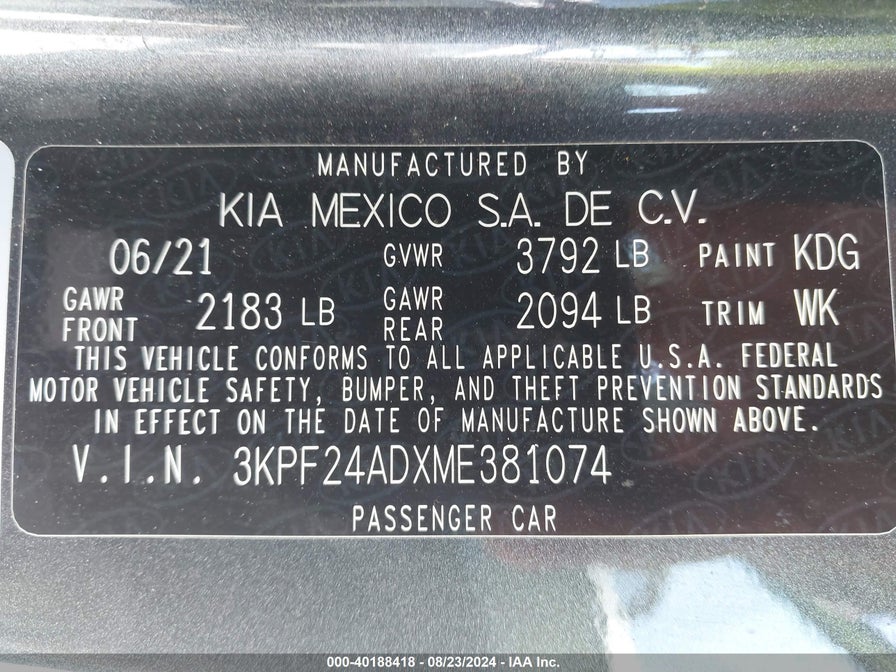 MANUFACTURED BY
KIA MEXICO S.A. DE C.V.
06/21 GVWR 3792 LB PAINT KDG
GAWR FRONT 2183 LB GAWR REAR 2094 LB TRIM WK
THIS VEHICLE CONFORMS TO ALL APPLICABLE U.S.A. FEDERAL
MOTOR VEHICLE SAFETY, BUMPER, AND THEFT PREVENTION STANDARDS
IN EFFECT ON THE DATE OF MANUFACTURE SHOWN ABOVE.
V.I.N. 3KPF24ADXME381074
PASSENGER CAR
000-40188418 - 08/23/2024 - IAA Inc.